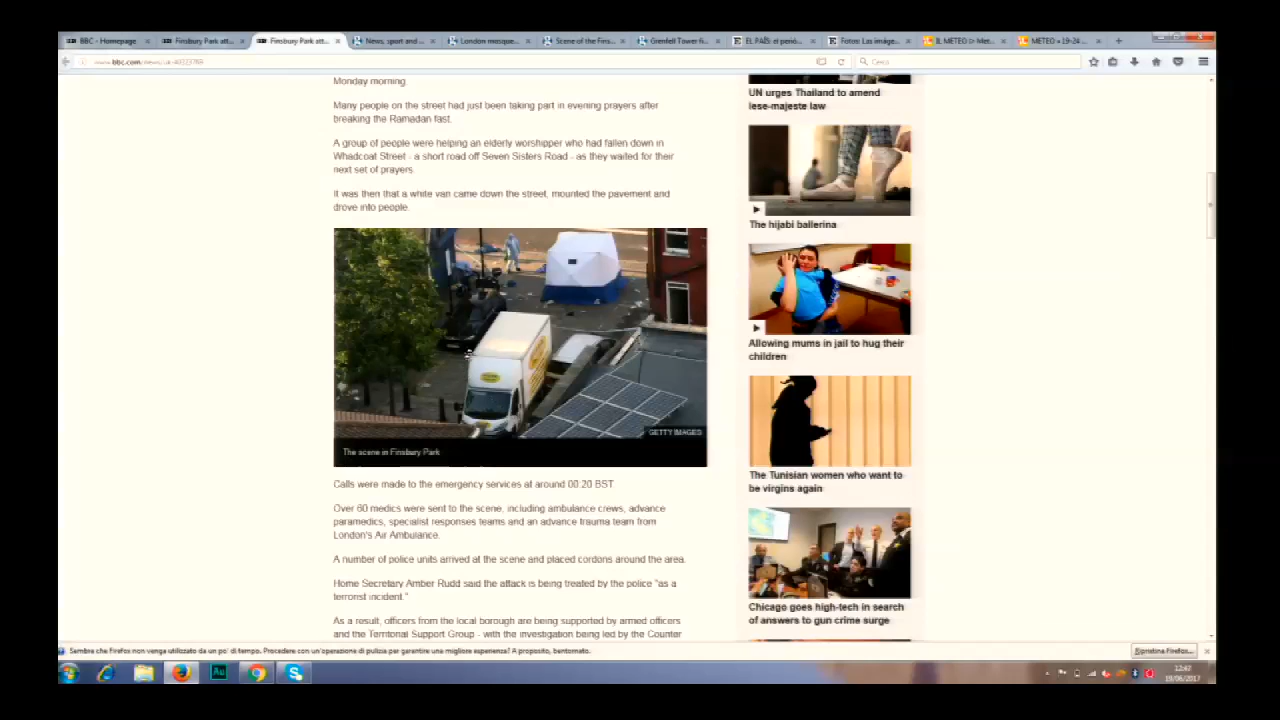 BBC - Homepage
Finsbury Park att...
Finsbury Park att...
News, sport and ...
London mosque...
Scene of the Fins...
Grenfell Tower fi...
EL PAÍS: el perió...
Fotos: Las imáge...
IL METEO ▷ Met...
METEO » 19-24 ...
Cerca
Monday morning.
Many people on the street had just been taking part in evening prayers after
breaking the Ramadan fast.
A group of people were helping an elderly worshipper who had fallen down in
Whadcoat Street - a short road off Seven Sisters Road - as they waited for their
next set of prayers.
It was then that a white van came down the street, mounted the pavement and
drove into people.
GETTY IMAGES
The scene in Finsbury Park
Calls were made to the emergency services at around 00:20 BST.
Over 60 medics were sent to the scene, including ambulance crews, advance
paramedics, specialist responses teams and an advance trauma team from
London's Air Ambulance.
A number of police units arrived at the scene and placed cordons around the area.
Home Secretary Amber Rudd said the attack is being treated by the police "as a
terrorist incident."
As a result, officers from the local borough are being supported by armed officers
and the Territorial Support Group - with the investigation being led by the Counter
UN urges Thailand to amend
lese-majeste law
The hijabi ballerina
Allowing mums in jail to hug their
children
The Tunisian women who want to
be virgins again
Chicago goes high-tech in search
of answers to gun crime surge
Sembra che Firefox non venga utilizzato da un po' di tempo. Procedere con un'operazione di pulizia per garantire una migliore esperienza? A proposito, bentornato.
Ripristina Firefox...
Au
12:47
19/06/2017